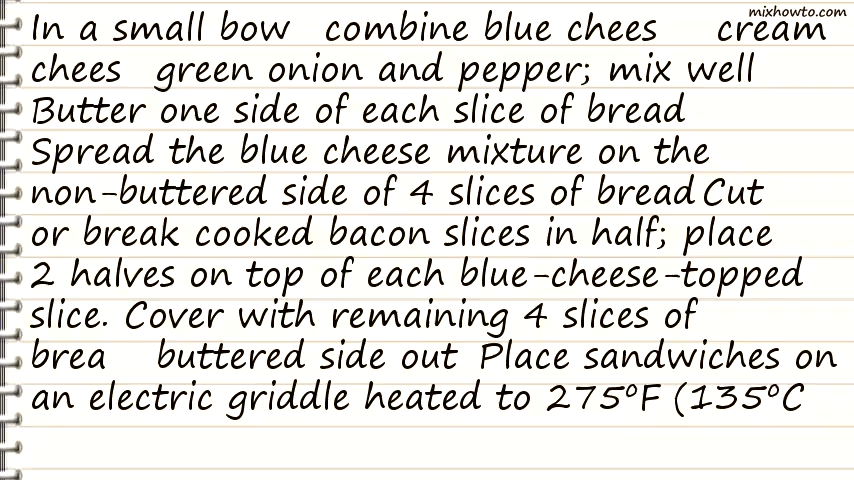 mixhowto.com
In a small bow combine blue chees cream
chees green onion and pepper; mix well
Butter one side of each slice of bread
Spread the blue cheese mixture on the
non-buttered side of 4 slices of bread Cut
or break cooked bacon slices in half; place
2 halves on top of each blue-cheese-topped
slice. Cover with remaining 4 slices of
brea buttered side out Place sandwiches on
an electric griddle heated to 275ºF (135ºC